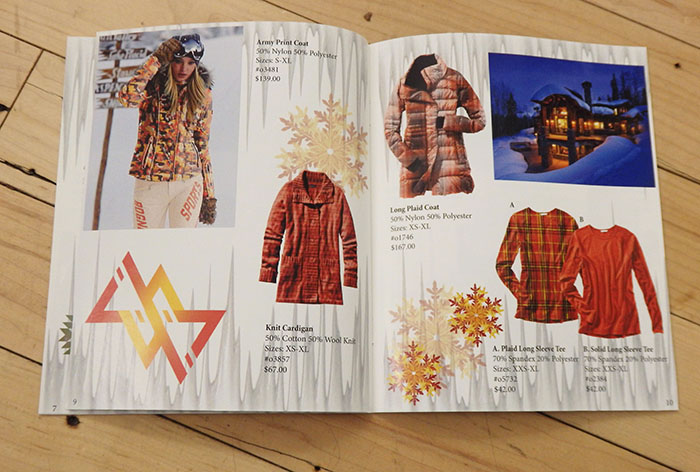 Army Print Coat
50% Nylon 50% Polyester
Sizes: S-XL
#o3481
$139.00
SPORTS
Knit Cardigan
50% Cotton 50% Wool Knit
Sizes: XS-XL
#o3857
$67.00
7
9
Long Plaid Coat
50% Nylon 50% Polyester
Sizes: XS-XL
#o1746
$167.00
A
B
A. Plaid Long Sleeve Tee
70% Spandex 20% Polyester
Sizes: XXS-XL
#o5732
$42.00
B. Solid Long Sleeve Tee
70% Spandex 20% Polyester
Sizes: XXS-XL
#o2384
$42.00
10